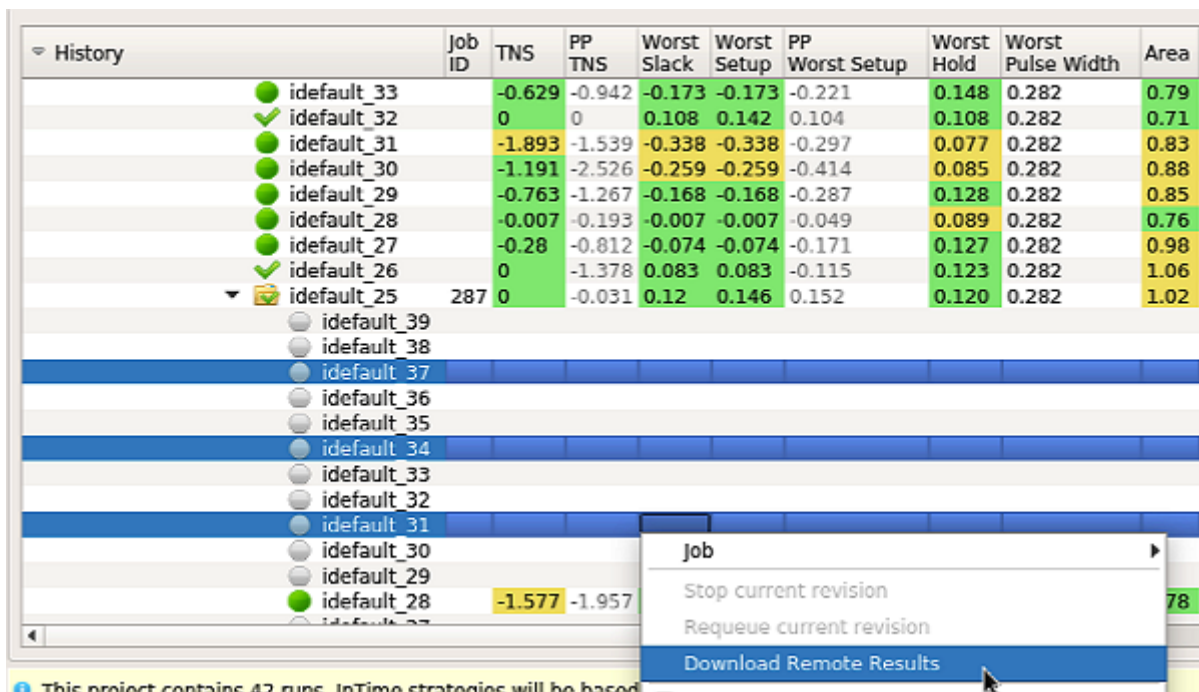 History Job ID TNS PP TNS Worst Slack Worst Setup PP Worst Setup Worst Hold Worst Pulse Width Area
idefault_33 -0.629 -0.942 -0.173 -0.173 -0.221 0.148 0.282 0.79
idefault_32 0 0 0.108 0.142 0.104 0.108 0.282 0.71
idefault_31 -1.893 -1.539 -0.338 -0.338 -0.297 0.077 0.282 0.83
idefault_30 -1.191 -2.526 -0.259 -0.259 -0.414 0.085 0.282 0.88
idefault_29 -0.763 -1.267 -0.168 -0.168 -0.287 0.128 0.282 0.85
idefault_28 -0.007 -0.193 -0.007 -0.007 -0.049 0.089 0.282 0.76
idefault_27 -0.28 -0.812 -0.074 -0.074 -0.171 0.127 0.282 0.98
idefault_26 0 -1.378 0.083 0.083 -0.115 0.123 0.282 1.06
idefault_25 287 0 -0.031 0.12 0.146 0.152 0.120 0.282 1.02
idefault_39
idefault_38
idefault_37
idefault_36
idefault_35
idefault_34
idefault_33
idefault_32
idefault_31
idefault_30
idefault_29
idefault_28 -1.577 -1.957 78
Job
Stop current revision
Requeue current revision
Download Remote Results
This project contains 42 runs. InTime strategies will be based